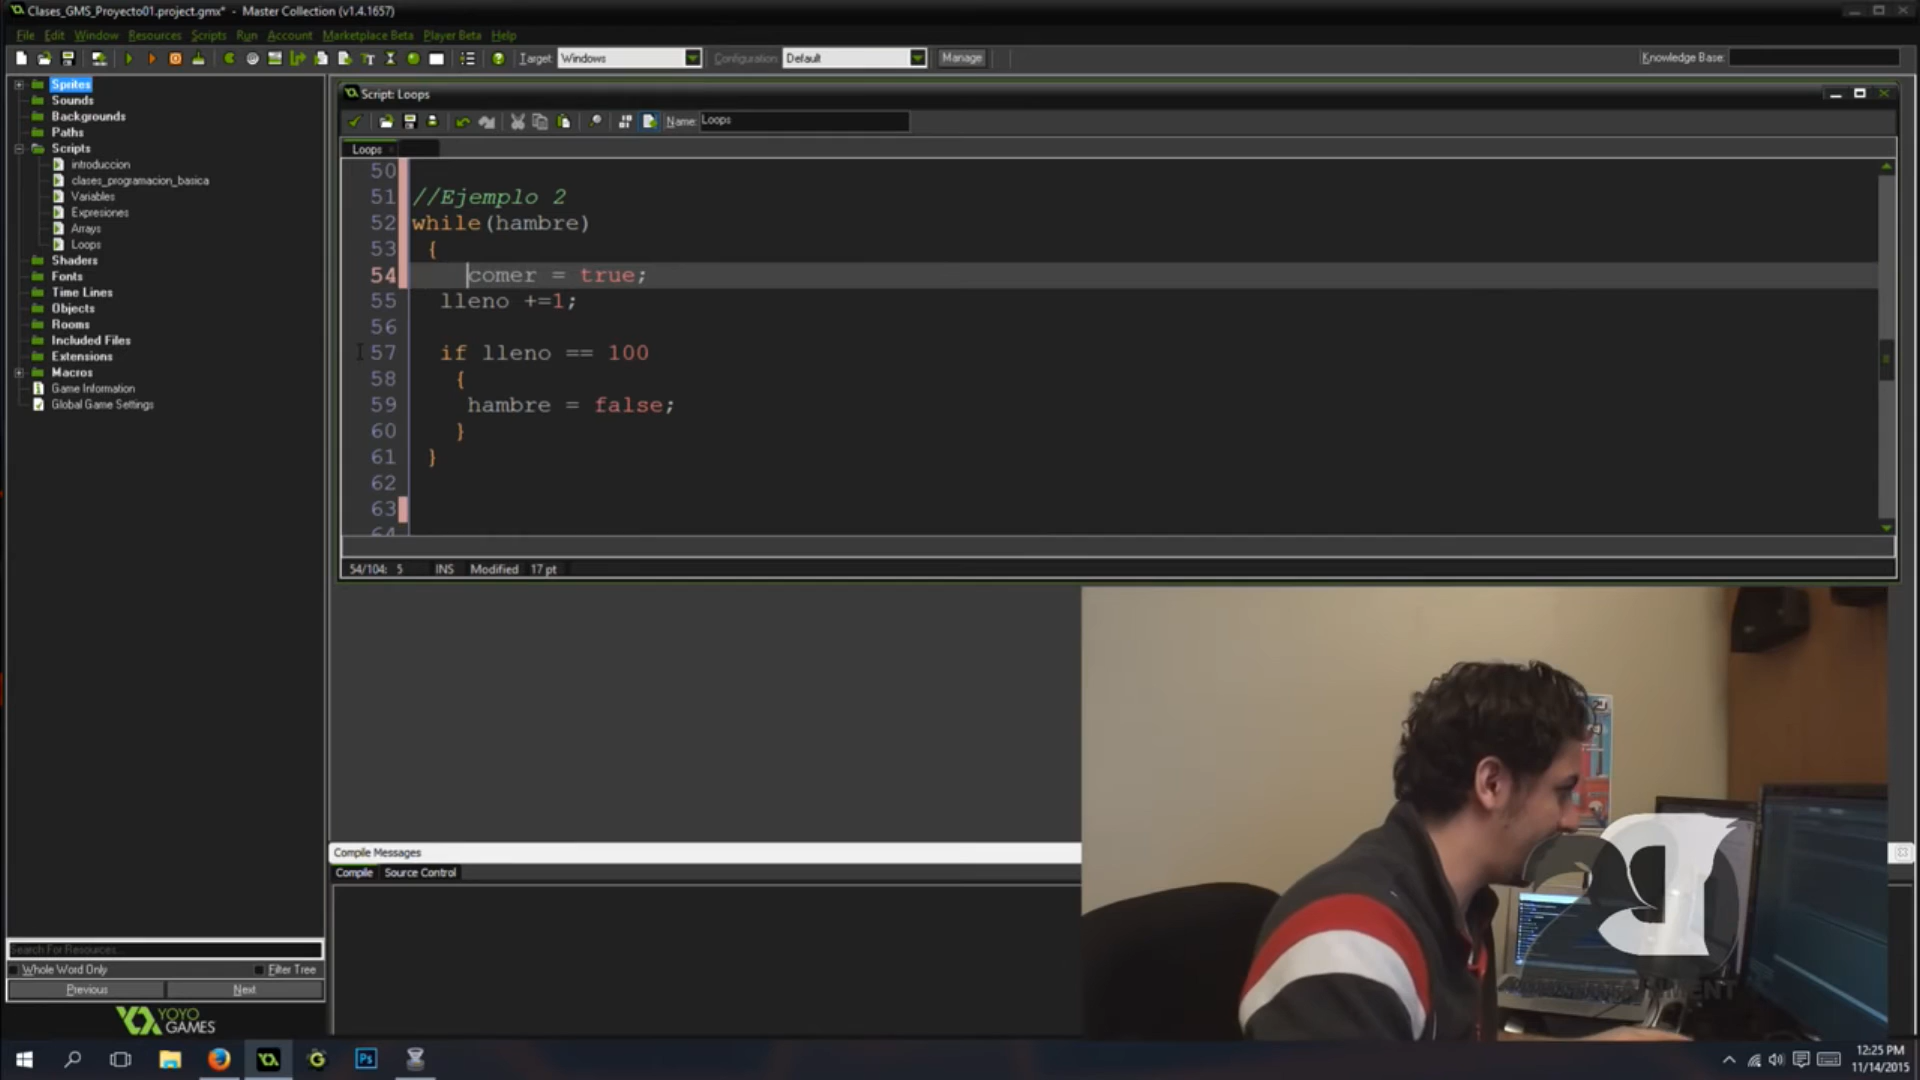 Clases_GMS_Proyecto01.project.gmx* - Master Collection (v1.4.1657)
File Edit Window Resources Scripts Run Account Marketplace Beta Player Beta Help
Target: Windows Configuration: Default Manage Knowledge Base:
Sprites
Sounds
Backgrounds
Paths
Scripts
introduccion
clases_programacion_basica
Variables
Expresiones
Arrays
Loops
Shaders
Fonts
Time Lines
Objects
Rooms
Included Files
Extensions
Macros
Game Information
Global Game Settings
Search For Resources
Whole Word Only Filter Tree
Previous Next
YOYO
GAMES
Script: Loops
Name: Loops
Loops
50
51 //Ejemplo 2
52 while(hambre)
53 {
54 comer = true;
55 lleno +=1;
56
57 if lleno == 100
58 {
59 hambre = false;
60 }
61 }
62
63
64
54/104: 5 INS Modified 17 pt
Compile Messages
Compile Source Control
12:25 PM
11/14/2015